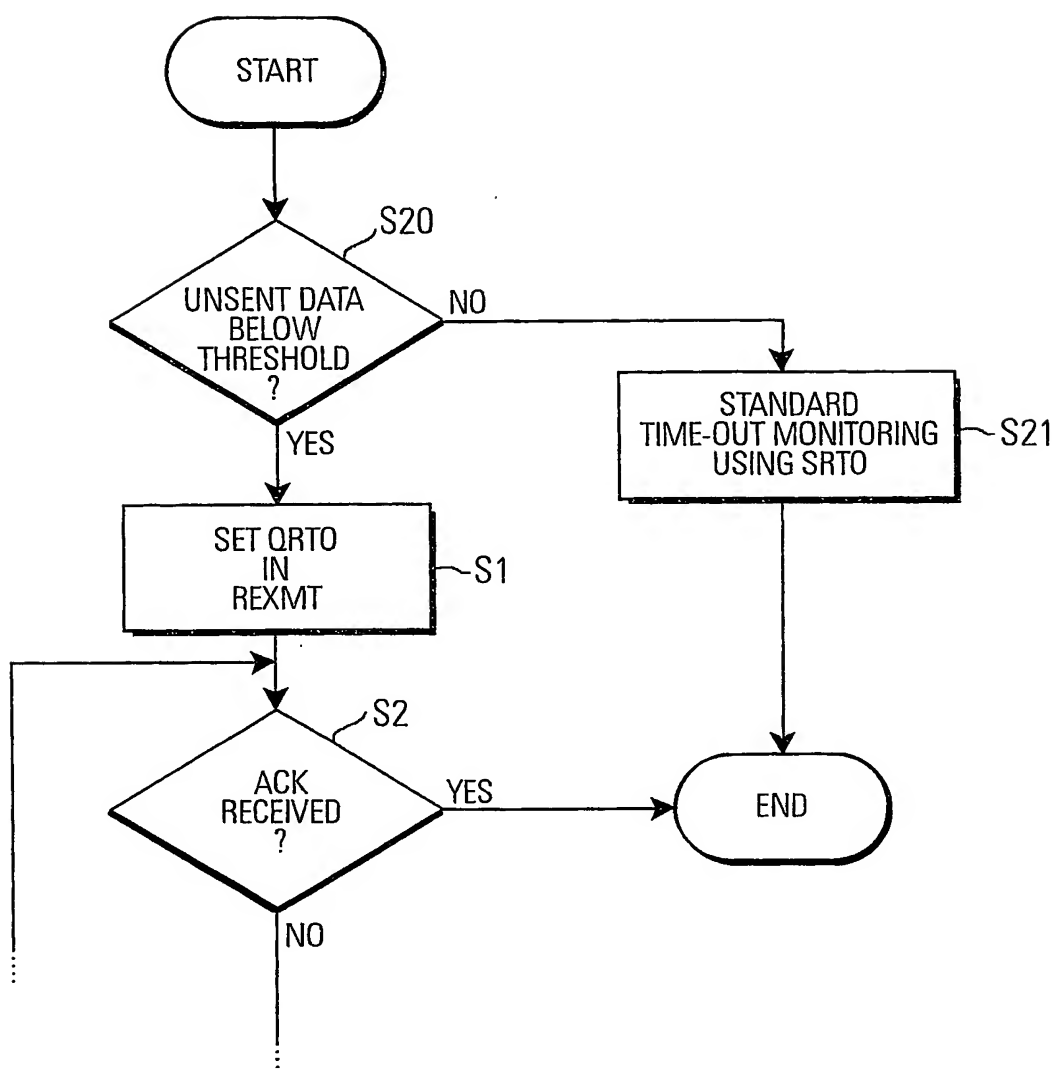 START
S20
UNSENT DATA
BELOW
THRESHOLD
?
NO
YES
STANDARD
TIME-OUT MONITORING
USING SRTO
S21
SET QRTO
IN
REXMT
S1
S2
ACK
RECEIVED
?
YES
END
NO